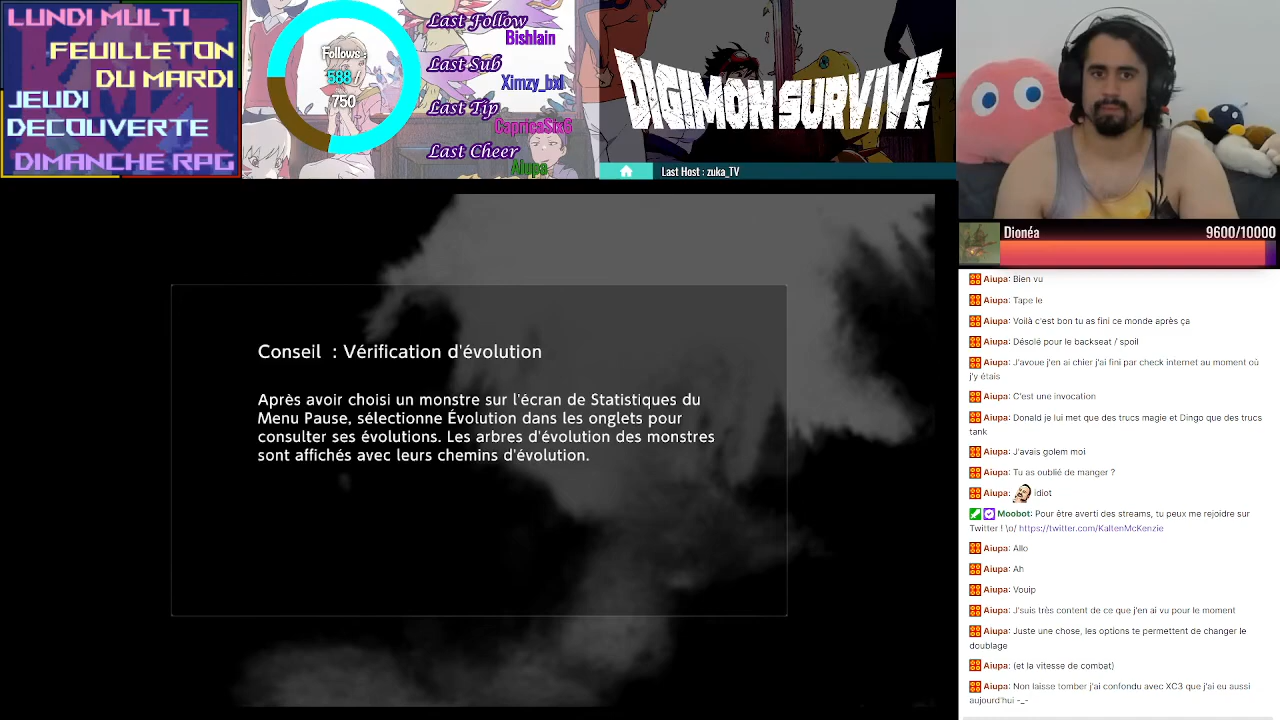 LUNDI MULTI
FEUILLETON
DU MARDI
JEUDI
DECOUVERTE
DIMANCHE RPG
Follows :
588 /
750
Last Follow
Bishlain
Last Sub
Ximzy_bxl
Last Tip
CapricaSix6
Last Cheer
Aiupa
DIGIMON SURVIVE
Last Host : zuka_TV
Dionéa
9600/10000
Conseil : Vérification d'évolution
Après avoir choisi un monstre sur l'écran de Statistiques du
Menu Pause, sélectionne Évolution dans les onglets pour
consulter ses évolutions. Les arbres d'évolution des monstres
sont affichés avec leurs chemins d'évolution.
Aiupa: Bien vu
Aiupa: Tape le
Aiupa: Voilà c'est bon tu as fini ce monde après ça
Aiupa: Désolé pour le backseat / spoil
Aiupa: J'avoue j'en ai chier j'ai fini par check internet au moment où
j'y étais
Aiupa: C'est une invocation
Aiupa: Donald je lui met que des trucs magie et Dingo que des trucs
tank
Aiupa: J'avais golem moi
Aiupa: Tu as oublié de manger ?
Aiupa: idiot
Moobot: Pour être averti des streams, tu peux me rejoidre sur
Twitter ! \o/ https://twitter.com/KaltenMcKenzie
Aiupa: Allo
Aiupa: Ah
Aiupa: Vouip
Aiupa: J'suis très content de ce que j'en ai vu pour le moment
Aiupa: Juste une chose, les options te permettent de changer le
doublage
Aiupa: (et la vitesse de combat)
Aiupa: Non laisse tomber j'ai confondu avec XC3 que j'ai eu aussi
aujourd'hui -_-